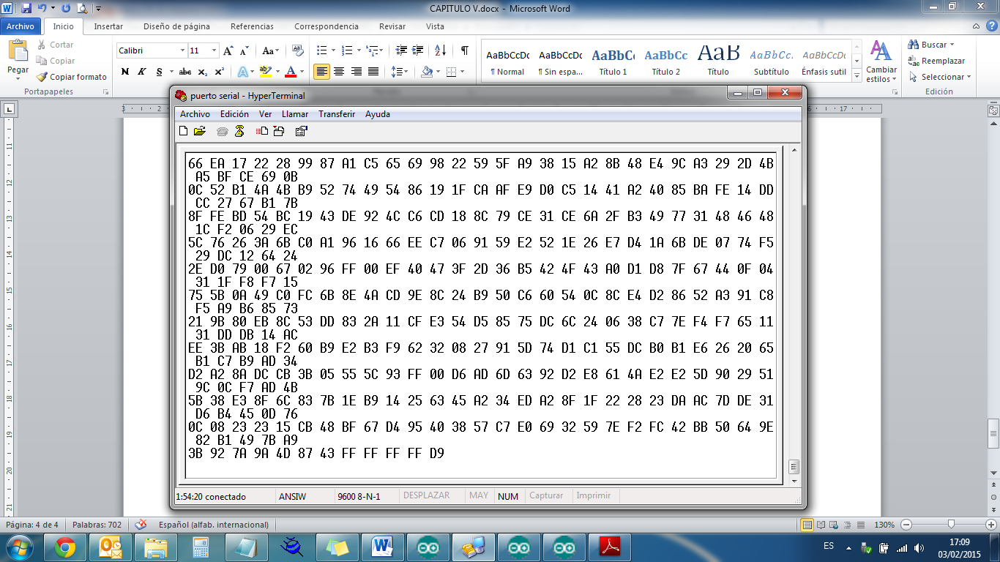 CAPITULO V.docx - Microsoft Word
Archivo Inicio Insertar Diseño de página Referencias Correspondencia Revisar Vista
Cortar
Copiar
Copiar formato
Pegar
Portapapeles
Calibri 11
N K S abc x₂ x²
AaBbCcDc AaBbCcDc AaBbCc AaBbCc AaB AaBbCc. AaBbCcDc
¶ Normal ¶ Sin espa... Título 1 Título 2 Título Subtítulo Énfasis sutil
Cambiar estilos
Buscar
Reemplazar
Seleccionar
Edición
puerto serial - HyperTerminal
Archivo Edición Ver Llamar Transferir Ayuda
66 EA 17 22 28 99 87 A1 C5 65 69 98 22 59 5F A9 38 15 A2 8B 48 E4 9C A3 29 2D 4B
A5 BF CE 69 0B
0C 52 B1 4A 4B B9 52 74 49 54 86 19 1F CA AF E9 D0 C5 14 41 A2 40 85 BA FE 14 DD
CC 27 67 B1 7B
8F FE BD 54 BC 19 43 DE 92 4C C6 CD 18 8C 79 CE 31 CE 6A 2F B3 49 77 31 48 46 48
1C F2 06 29 EC
5C 76 26 3A 6B C0 A1 96 16 66 EE C7 06 91 59 E2 52 1E 26 E7 D4 1A 6B DE 07 74 F5
29 DC 12 64 24
2E D0 79 00 67 02 96 FF 00 EF 40 47 3F 2D 36 B5 42 4F 43 A0 D1 D8 7F 67 44 0F 04
31 1F F8 F7 15
75 5B 0A 49 C0 FC 6B 8E 4A CD 9E 8C 24 B9 50 C6 60 54 0C 8C E4 D2 86 52 A3 91 C8
F5 A9 B6 85 73
21 9B 80 EB 8C 53 DD 83 2A 11 CF E3 54 D5 85 75 DC 6C 24 06 38 C7 7E F4 F7 65 11
31 DD DB 14 AC
EE 3B AB 18 F2 60 B9 E2 B3 F9 62 32 08 27 91 5D 74 D1 C1 55 DC B0 B1 E6 26 20 65
B1 C7 B9 AD 34
D2 A2 8A DC CB 3B 05 55 5C 93 FF 00 D6 AD 6D 63 92 D2 E8 61 4A E2 E2 5D 90 29 51
9C 0C F7 AD 4B
5B 38 E3 8F 6C 83 7B 1E B9 14 25 63 45 A2 34 ED A2 8F 1F 22 28 23 DA AC 7D DE 31
D6 B4 45 0D 76
0C 08 23 23 15 CB 48 BF 67 D4 95 40 38 57 C7 E0 69 32 59 7E F2 FC 42 BB 50 64 9E
82 B1 49 7B A9
3B 92 7A 9A 4D 87 43 FF FF FF FF D9
1:54:20 conectado ANSIW 9600 8-N-1 DESPLAZAR MAY NUM Capturar Imprimir
Página: 4 de 4 Palabras: 702 Español (alfab. internacional) 130%
ES 17:09
03/02/2015